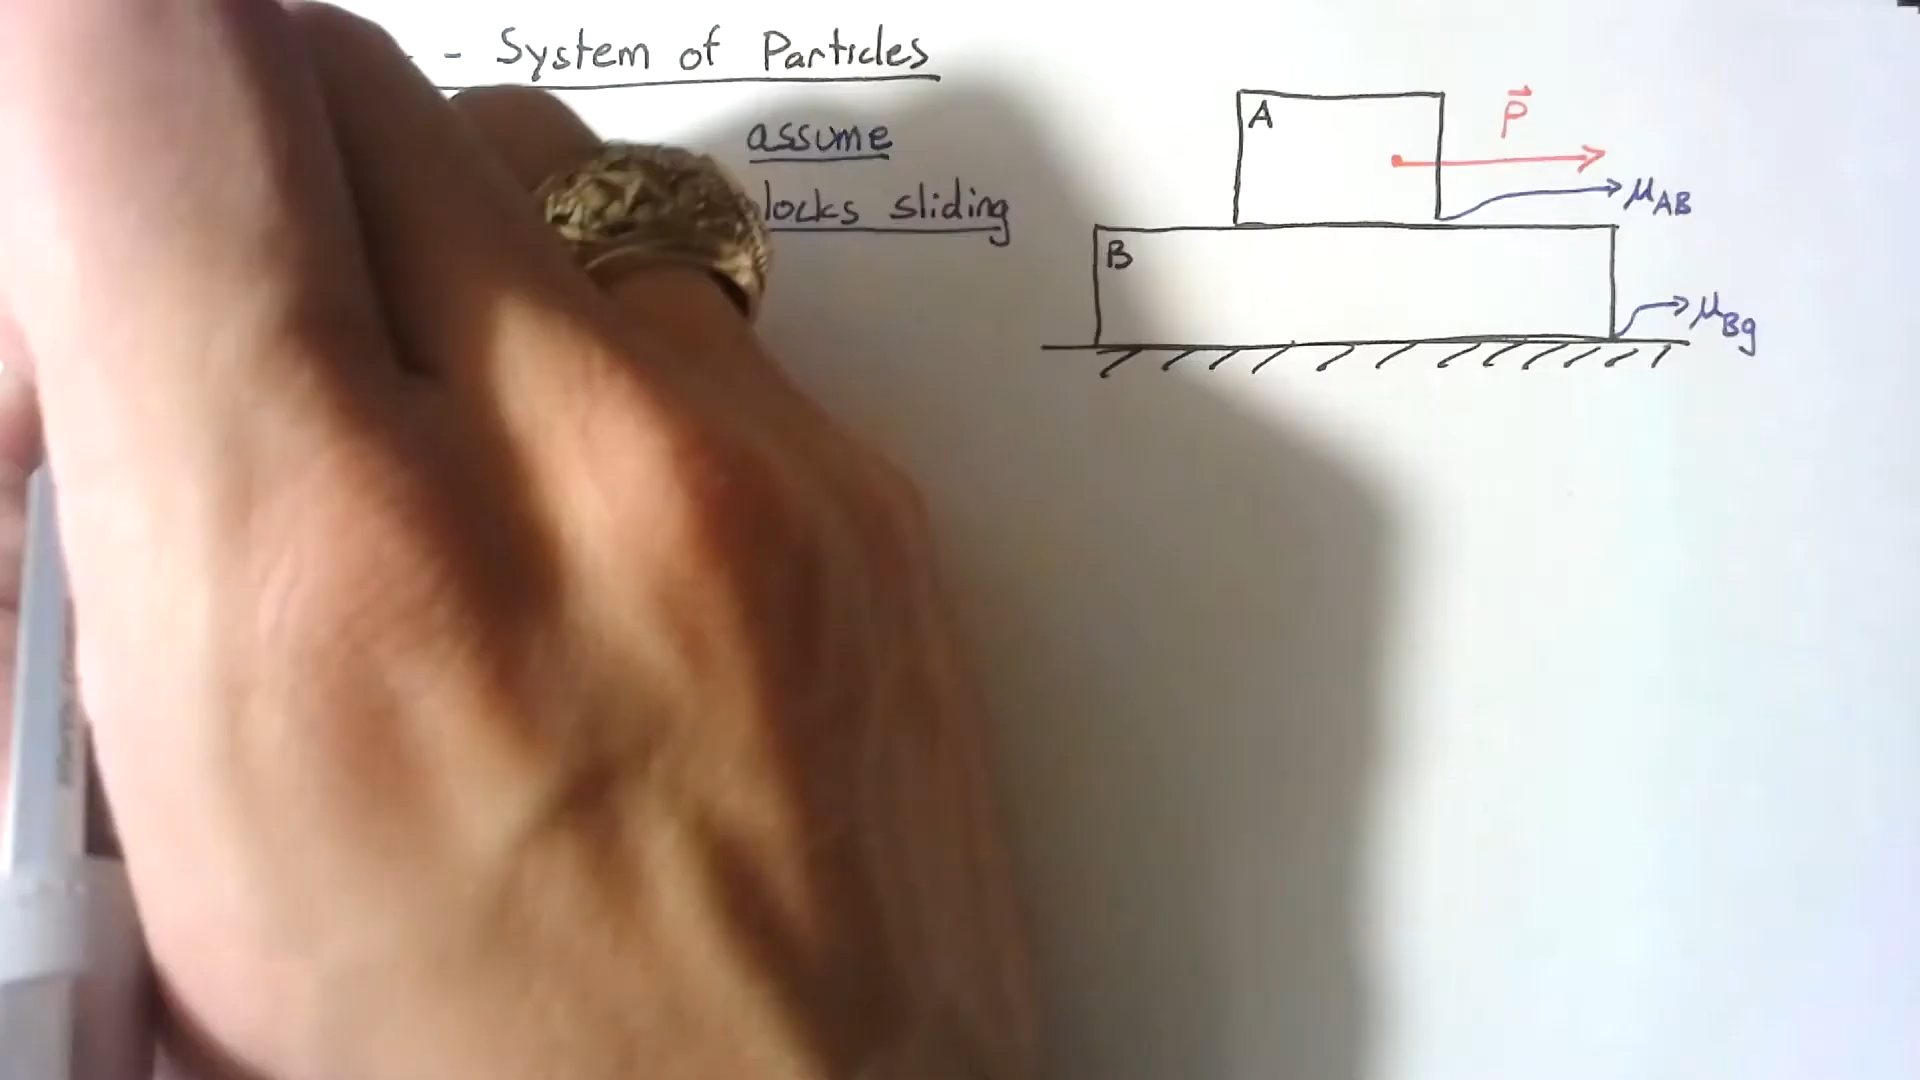 - System of Particles
assume
locks sliding
A
P
μAB
B
μBg